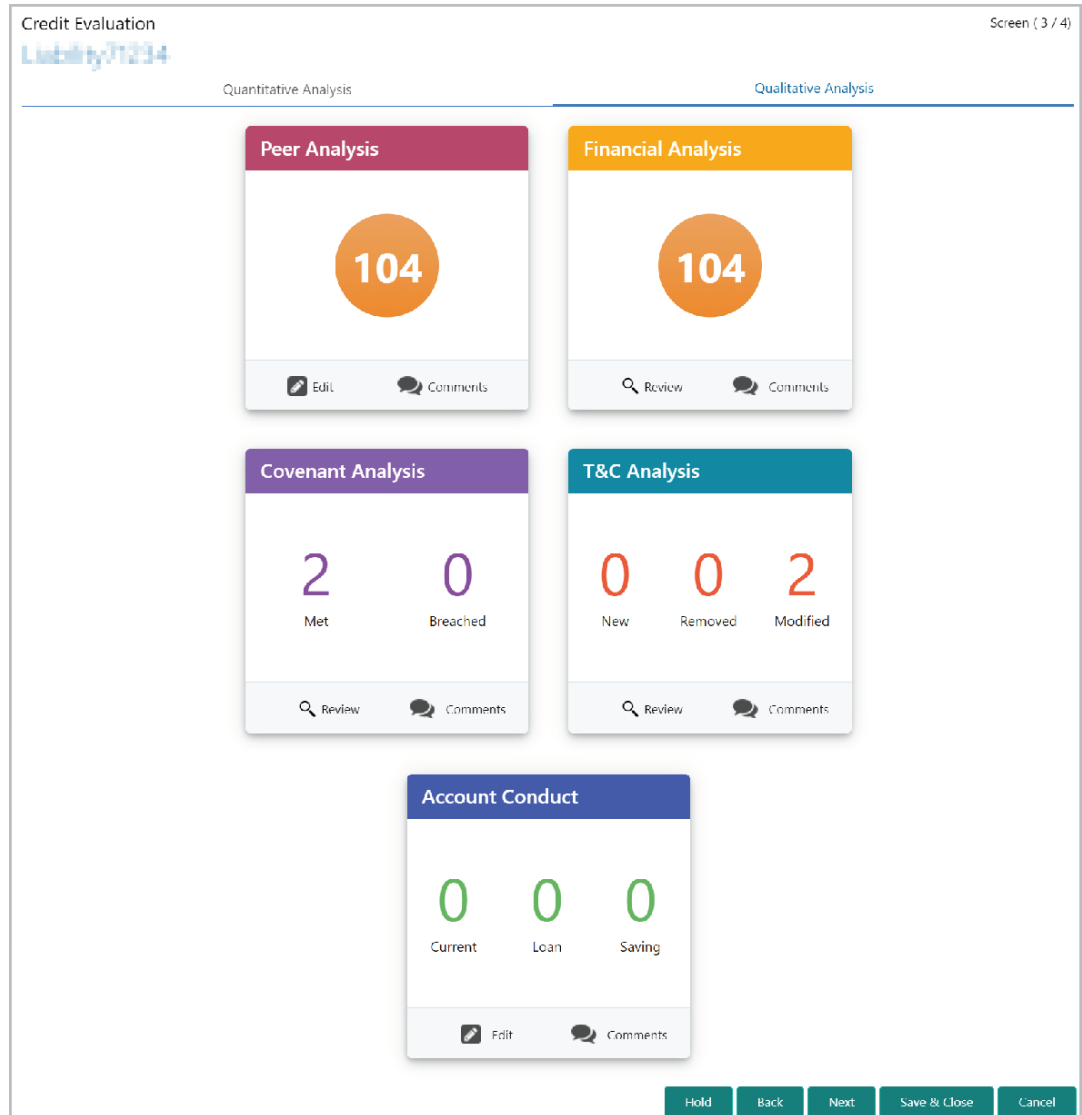 Credit Evaluation
Screen ( 3 / 4)
Quantitative Analysis
Qualitative Analysis
Peer Analysis
104
Edit
Comments
Financial Analysis
104
Review
Comments
Covenant Analysis
2
0
Met
Breached
Review
Comments
T&C Analysis
0
0
2
New
Removed
Modified
Review
Comments
Account Conduct
0
0
0
Current
Loan
Saving
Edit
Comments
Hold
Back
Next
Save & Close
Cancel